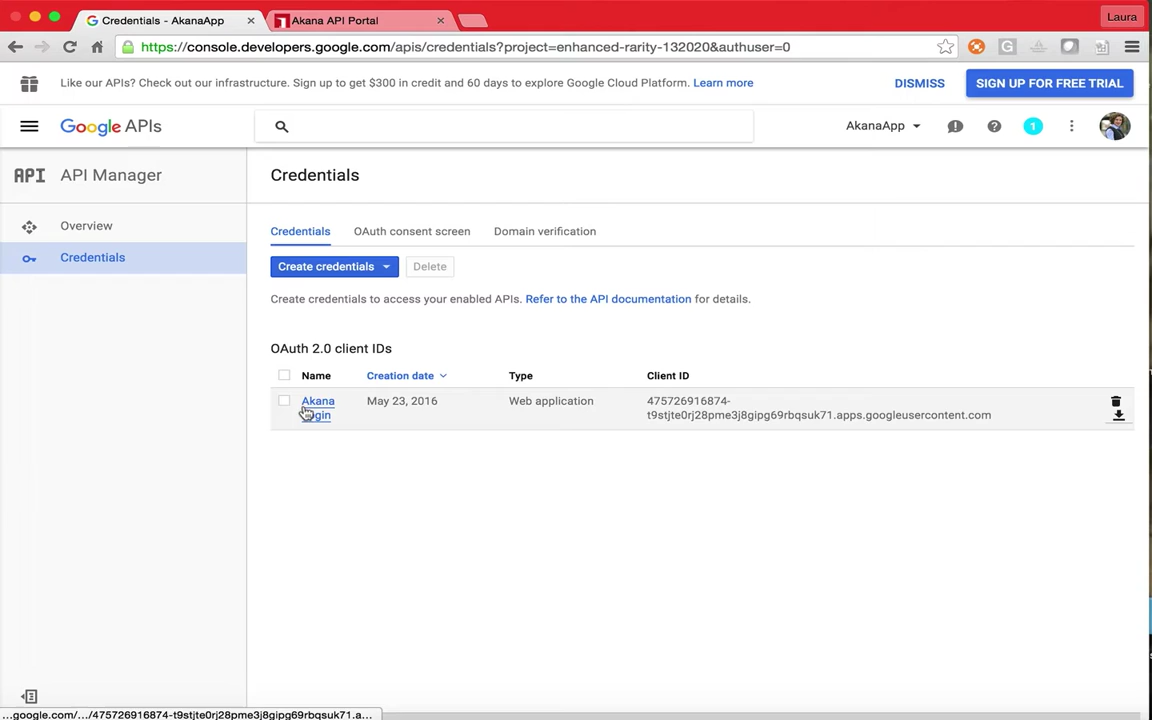 Credentials - AkanaApp
Akana API Portal
Laura
https://console.developers.google.com/apis/credentials?project=enhanced-rarity-132020&authuser=0
Like our APIs? Check out our infrastructure. Sign up to get $300 in credit and 60 days to explore Google Cloud Platform. Learn more
DISMISS
SIGN UP FOR FREE TRIAL
Google APIs
AkanaApp
1
API
API Manager
Credentials
Overview
Credentials
Credentials
OAuth consent screen
Domain verification
Create credentials
Delete
Create credentials to access your enabled APIs. Refer to the API documentation for details.
OAuth 2.0 client IDs
Name
Creation date
Type
Client ID
Akana
May 23, 2016
Web application
475726916874-
t9stjte0rj28pme3j8gipg69rbqsuk71.apps.googleusercontent.com
...google.com/.../475726916874-t9stjte0rj28pme3j8gipg69rbqsuk71.a...